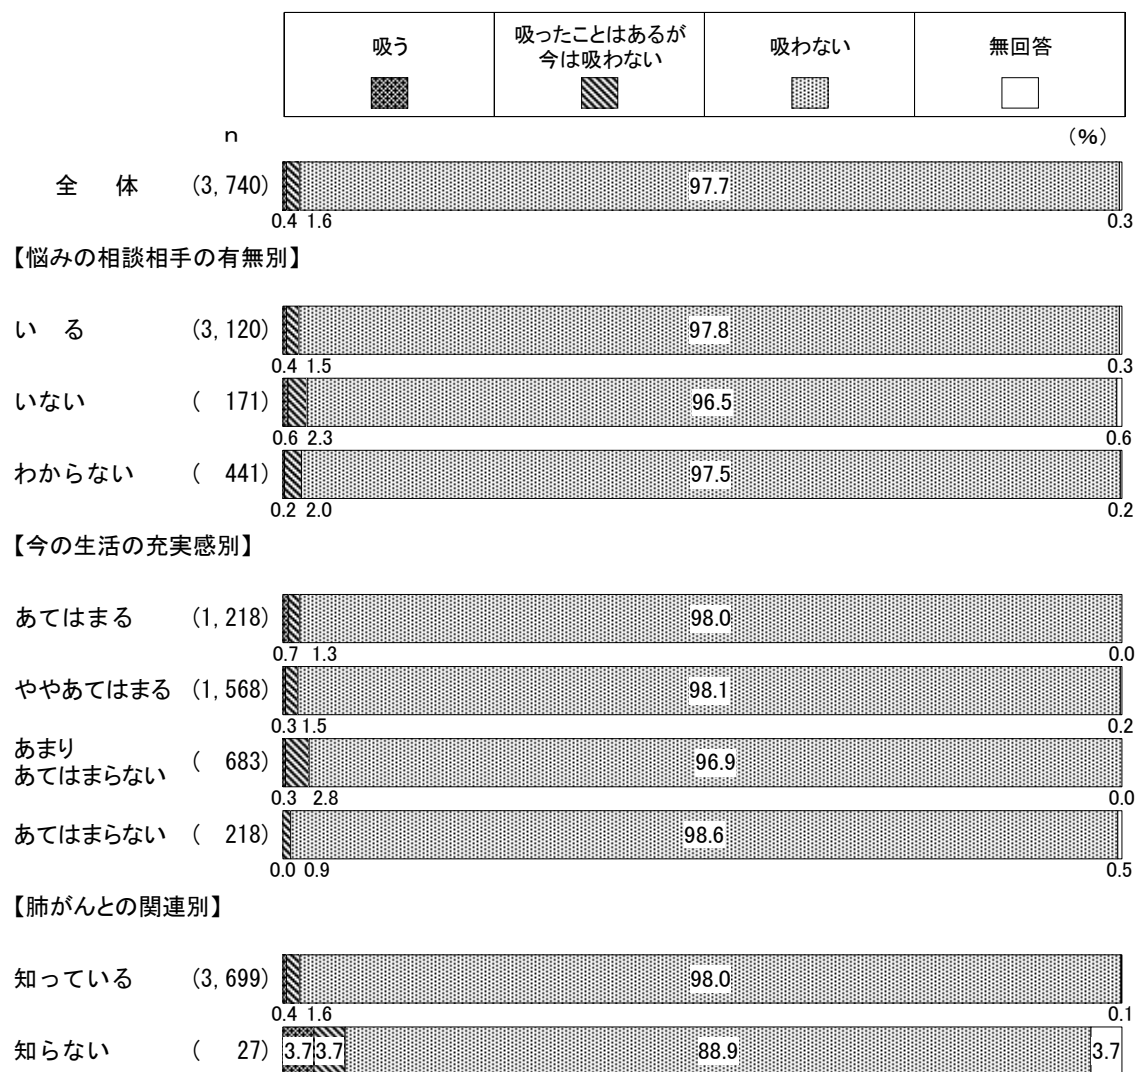 吸う
吸ったことはあるが
今は吸わない
吸わない
無回答
n
(%)
全 体 (3,740) 97.7
0.4 1.6 0.3
【悩みの相談相手の有無別】
い る (3,120) 97.8
0.4 1.5 0.3
いない ( 171) 96.5
0.6 2.3 0.6
わからない ( 441) 97.5
0.2 2.0 0.2
【今の生活の充実感別】
あてはまる (1,218) 98.0
0.7 1.3 0.0
ややあてはまる (1,568) 98.1
0.3 1.5 0.2
あまり
あてはまらない ( 683) 96.9
0.3 2.8 0.0
あてはまらない ( 218) 98.6
0.0 0.9 0.5
【肺がんとの関連別】
知っている (3,699) 98.0
0.4 1.6 0.1
知らない ( 27) 3.7 3.7 88.9 3.7